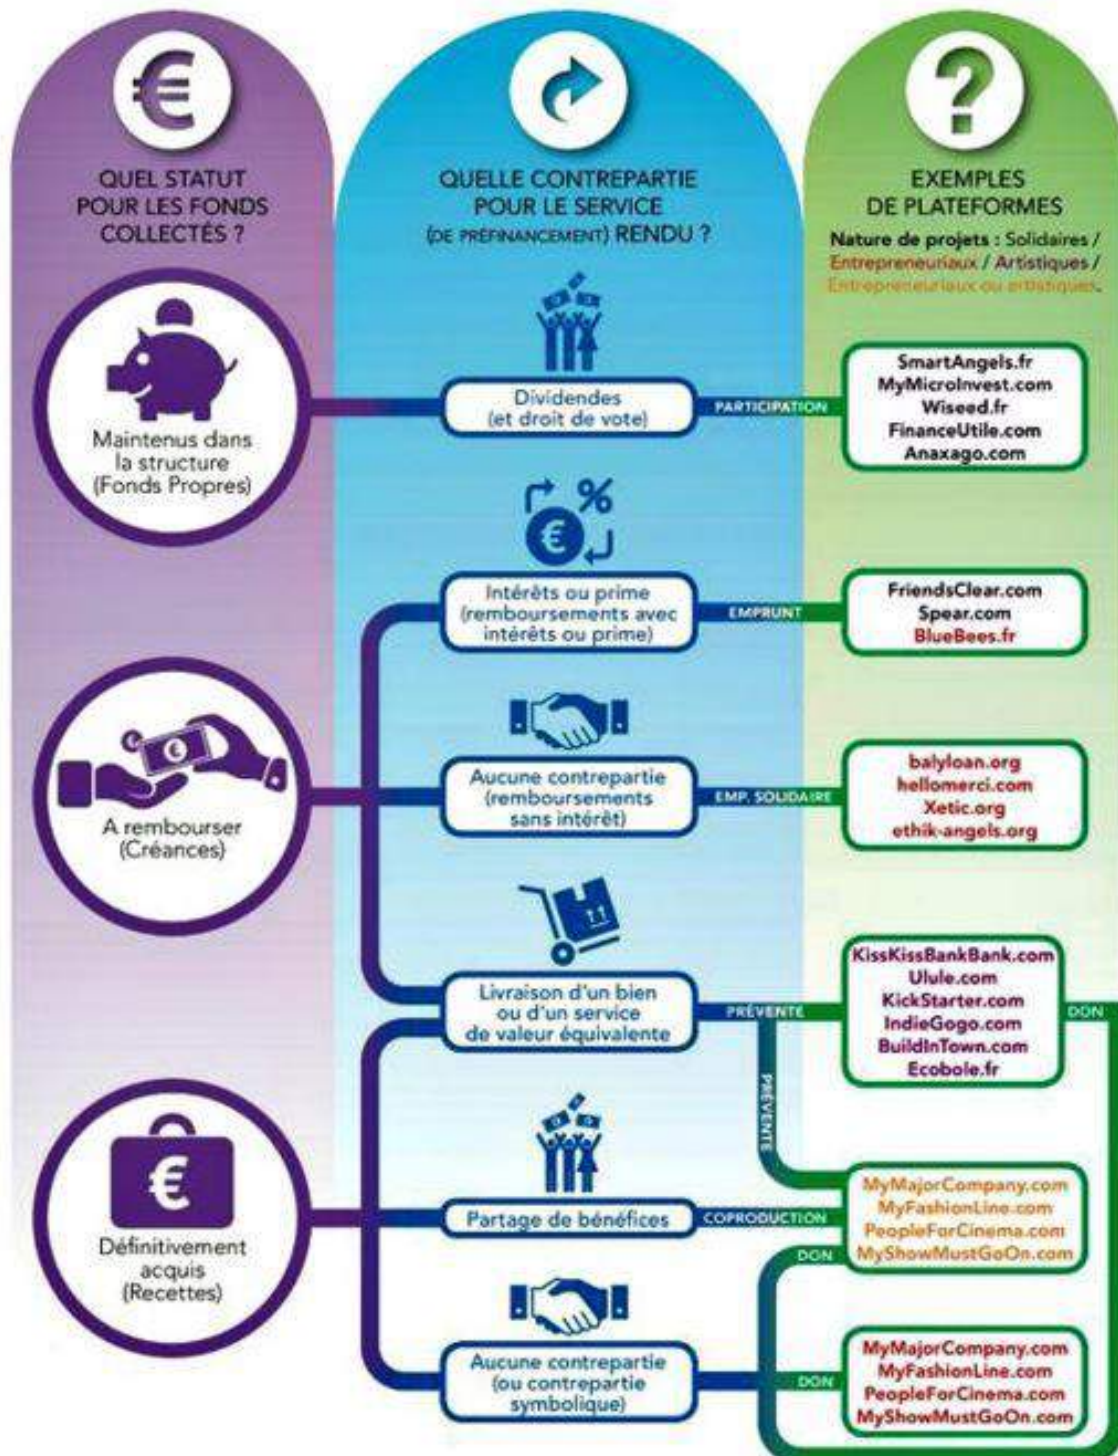 QUEL STATUT
POUR LES FONDS
COLLECTÉS ?
QUELLE CONTREPARTIE
POUR LE SERVICE
(DE PRÉFINANCEMENT) RENDU ?
EXEMPLES
DE PLATEFORMES
Nature de projets : Solidaires /
Entrepreneuriaux / Artistiques /
Entrepreneuriaux ou artistiques.
Maintenus dans
la structure
(Fonds Propres)
Dividendes
(et droit de vote)
PARTICIPATION
SmartAngels.fr
MyMicroInvest.com
Wiseed.fr
FinanceUtile.com
Anaxago.com
%
€
Intérêts ou prime
(remboursements avec
intérêts ou prime)
EMPRUNT
FriendsClear.com
Spear.com
BlueBees.fr
€
€
A rembourser
(Créances)
Aucune contrepartie
(remboursements
sans intérêt)
EMP. SOLIDAIRE
balyloan.org
hellomerci.com
Xetic.org
ethik-angels.org
Livraison d'un bien
ou d'un service
de valeur équivalente
PRÉVENTE
KissKissBankBank.com
Ulule.com
KickStarter.com
IndieGogo.com
BuildInTown.com
Ecobole.fr
DON
PRÉVENTE
€
Définitivement
acquis
(Recettes)
Partage de bénéfices
COPRODUCTION
DON
MyMajorCompany.com
MyFashionLine.com
PeopleForCinema.com
MyShowMustGoOn.com
Aucune contrepartie
(ou contrepartie
symbolique)
DON
MyMajorCompany.com
MyFashionLine.com
PeopleForCinema.com
MyShowMustGoOn.com